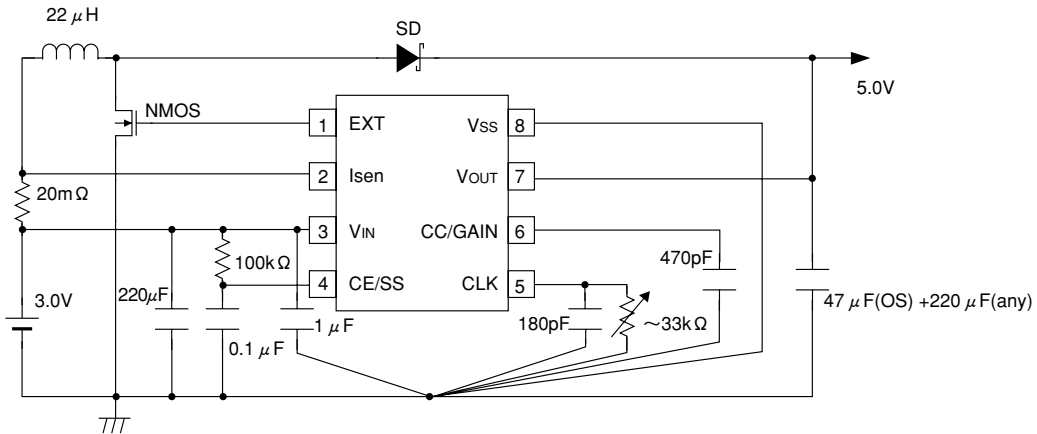 22 μH
SD
5.0V
NMOS
1 EXT
VSS 8
2 Isen
VOUT 7
20mΩ
3 VIN
CC/GAIN 6
100kΩ
470pF
4 CE/SS
CLK 5
3.0V
220μF
1 μF
180pF
~33kΩ
47 μF(OS) +220 μF(any)
0.1 μF